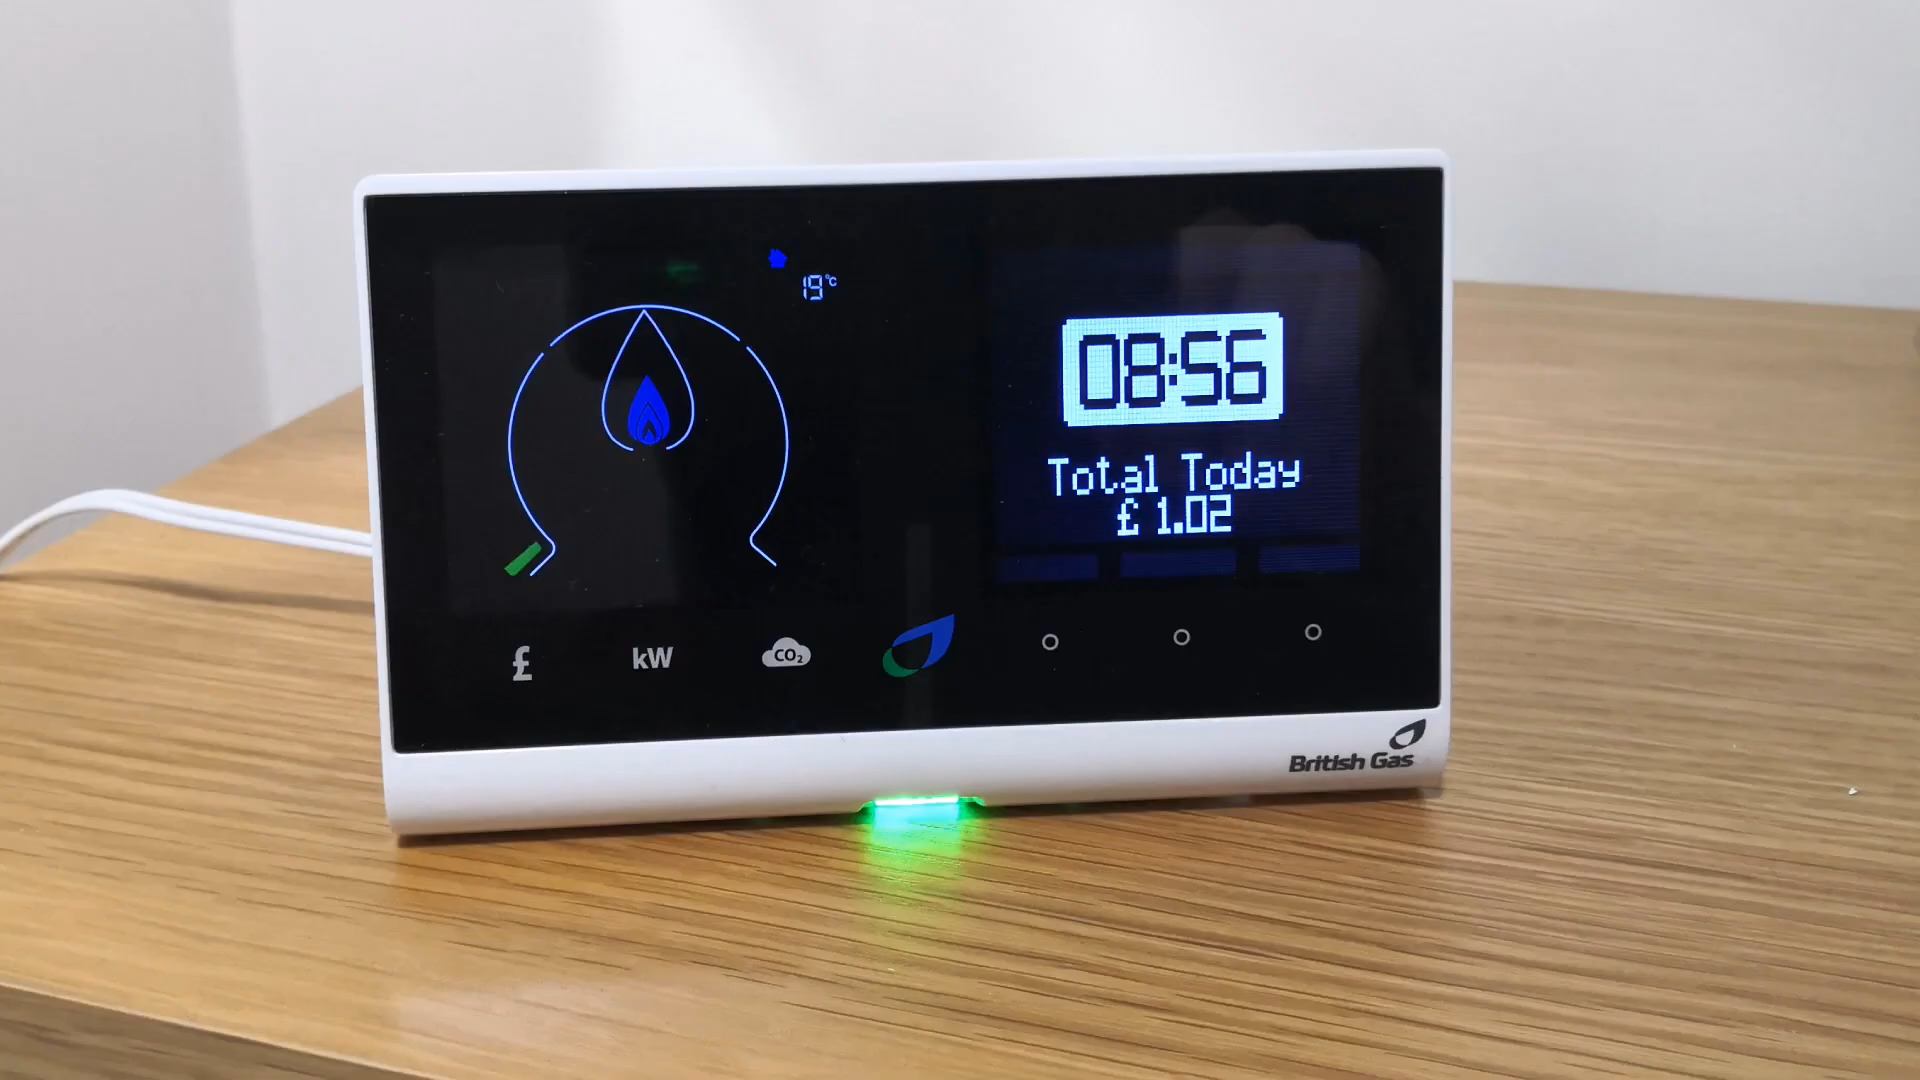 19°C
08:56
Total Today
£ 1.02
£
kW
CO₂
British Gas